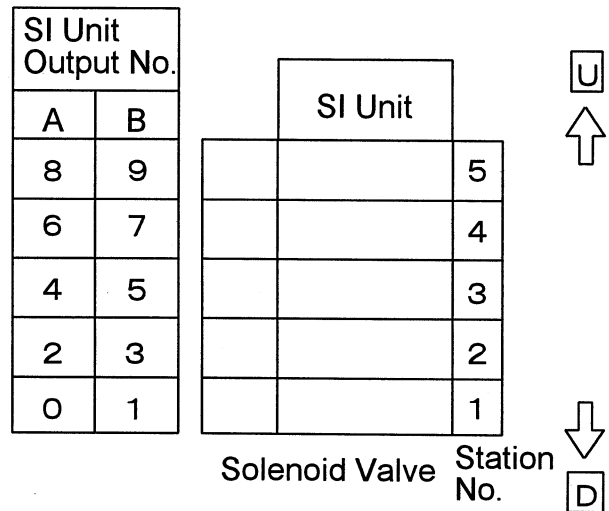 SI Unit
Output No.
A B
8 9
6 7
4 5
2 3
0 1
SI Unit
5
4
3
2
1
Solenoid Valve
Station
No.
U
D